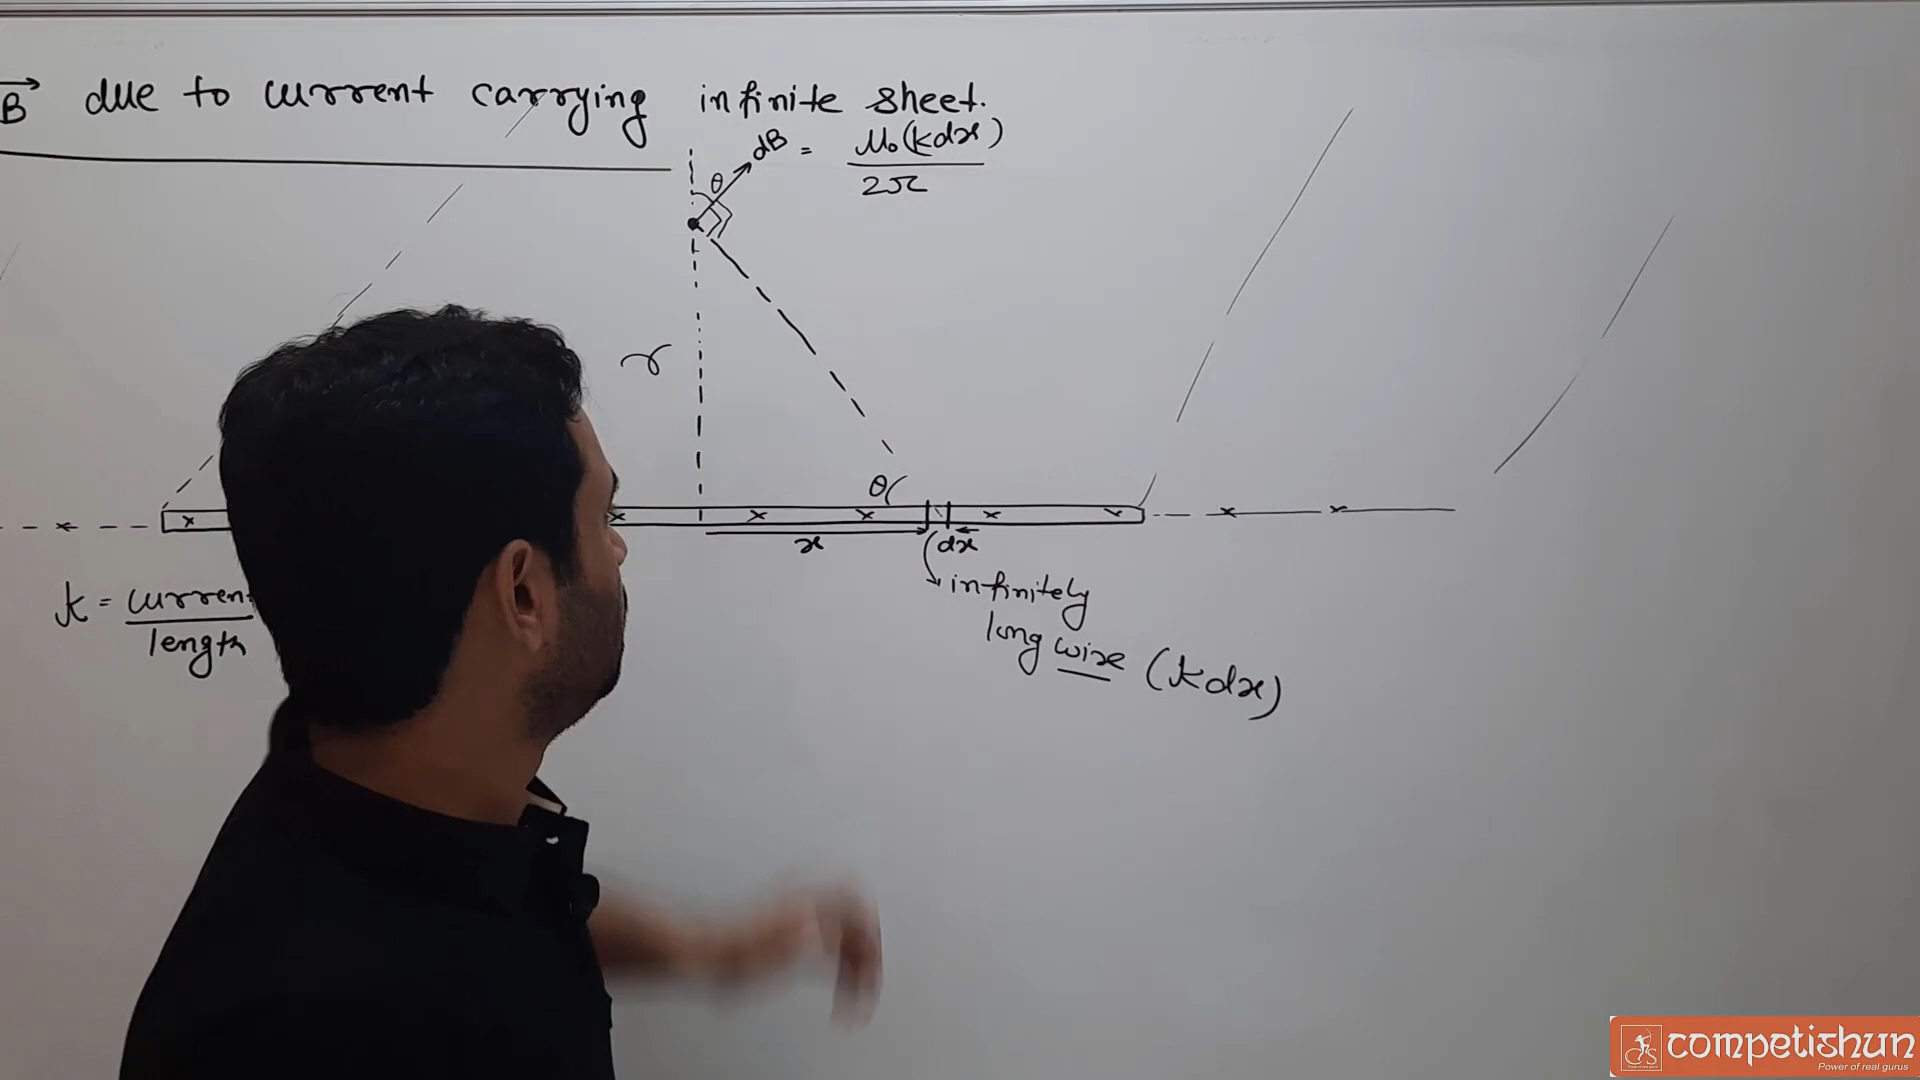 B due to current carrying infinite sheet.
dB = μ₀(kdx)
2π
θ
r
θ
x
dx
infinitely
long wire (kdx)
k = current
length
competishun
Power of real gurus